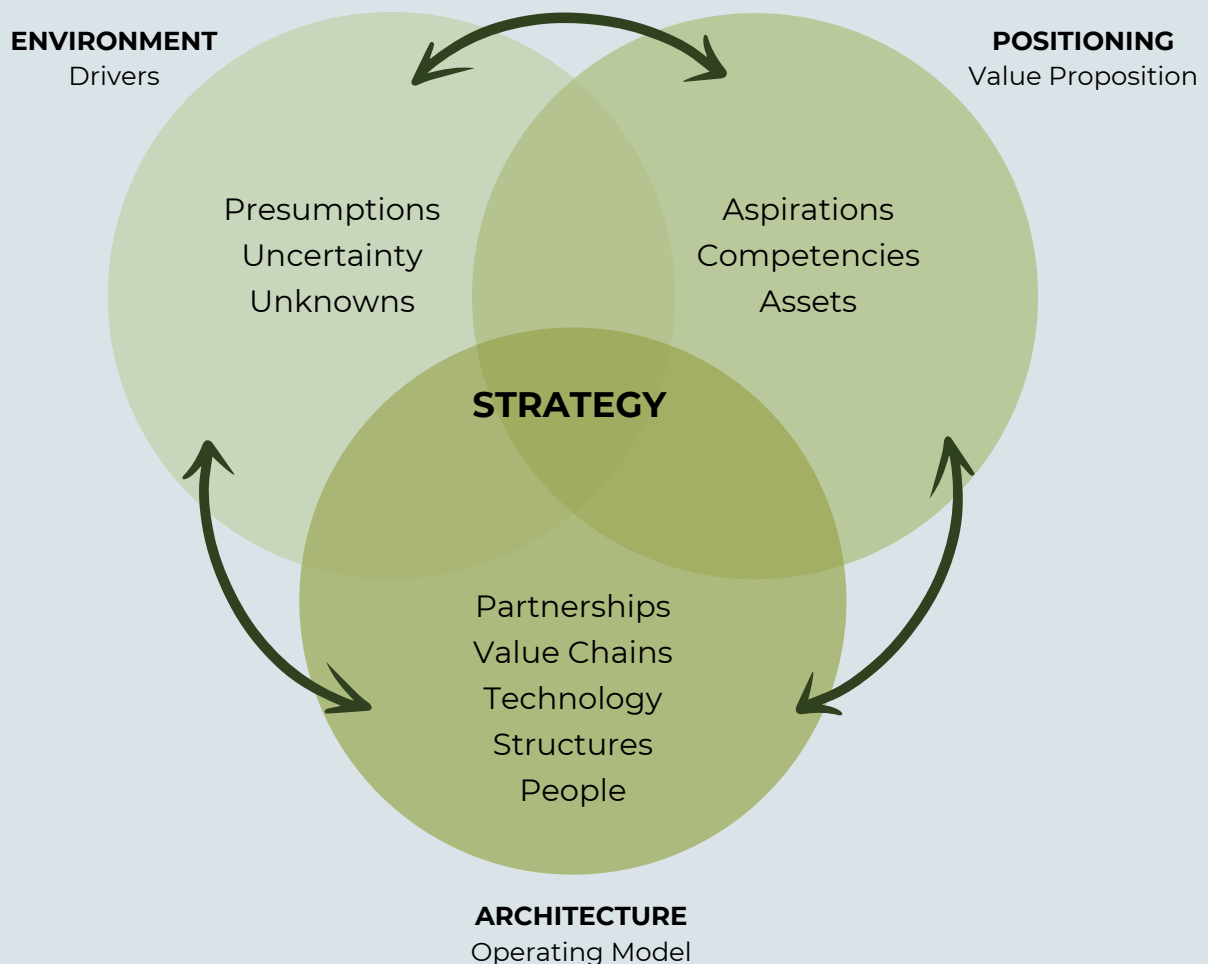 ENVIRONMENT
Drivers
POSITIONING
Value Proposition
Presumptions
Uncertainty
Unknowns
Aspirations
Competencies
Assets
STRATEGY
Partnerships
Value Chains
Technology
Structures
People
ARCHITECTURE
Operating Model